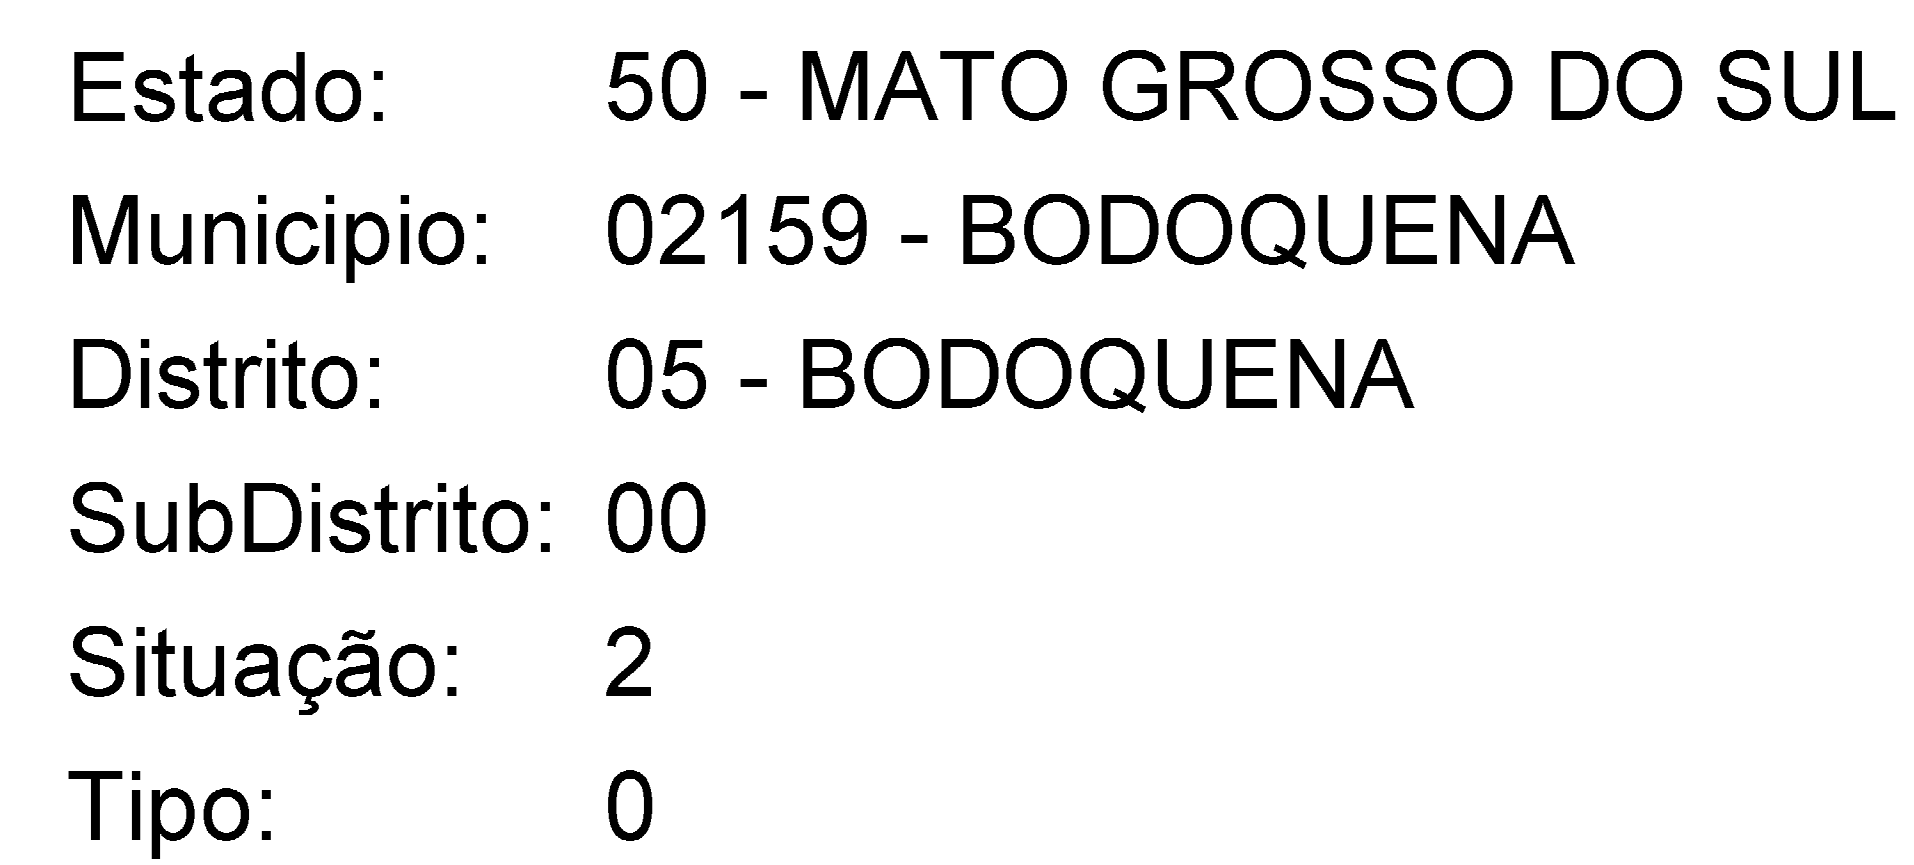 Estado: 50 - MATO GROSSO DO SUL
Municipio: 02159 - BODOQUENA
Distrito: 05 - BODOQUENA
SubDistrito: 00
Situação: 2
Tipo: 0